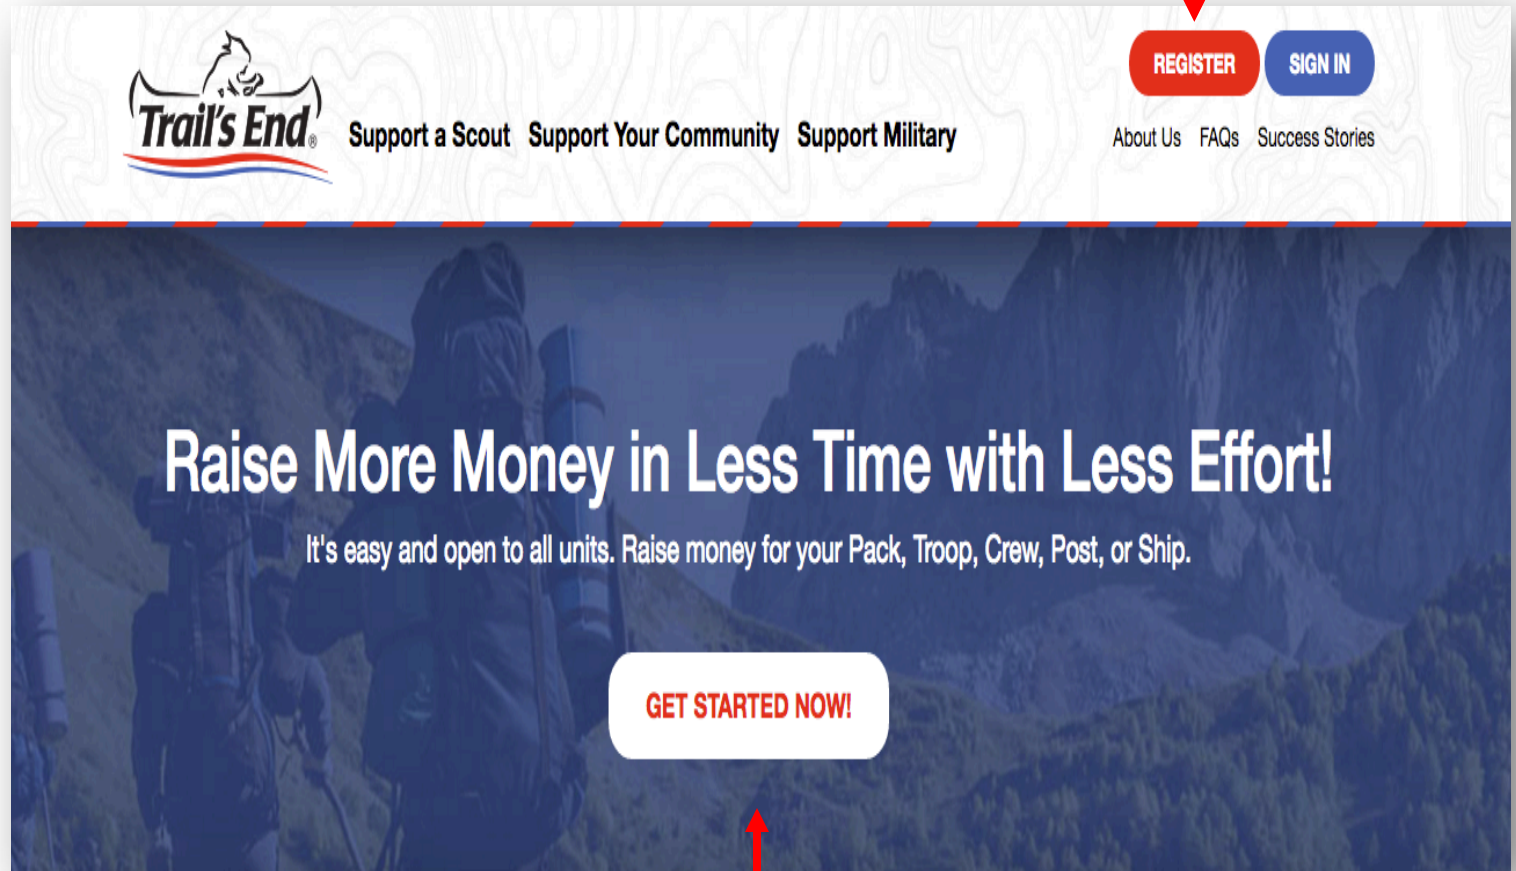 REGISTER SIGN IN
Trail's End®
Support a Scout Support Your Community Support Military
About Us FAQs Success Stories
Raise More Money in Less Time with Less Effort!
It's easy and open to all units. Raise money for your Pack, Troop, Crew, Post, or Ship.
GET STARTED NOW!